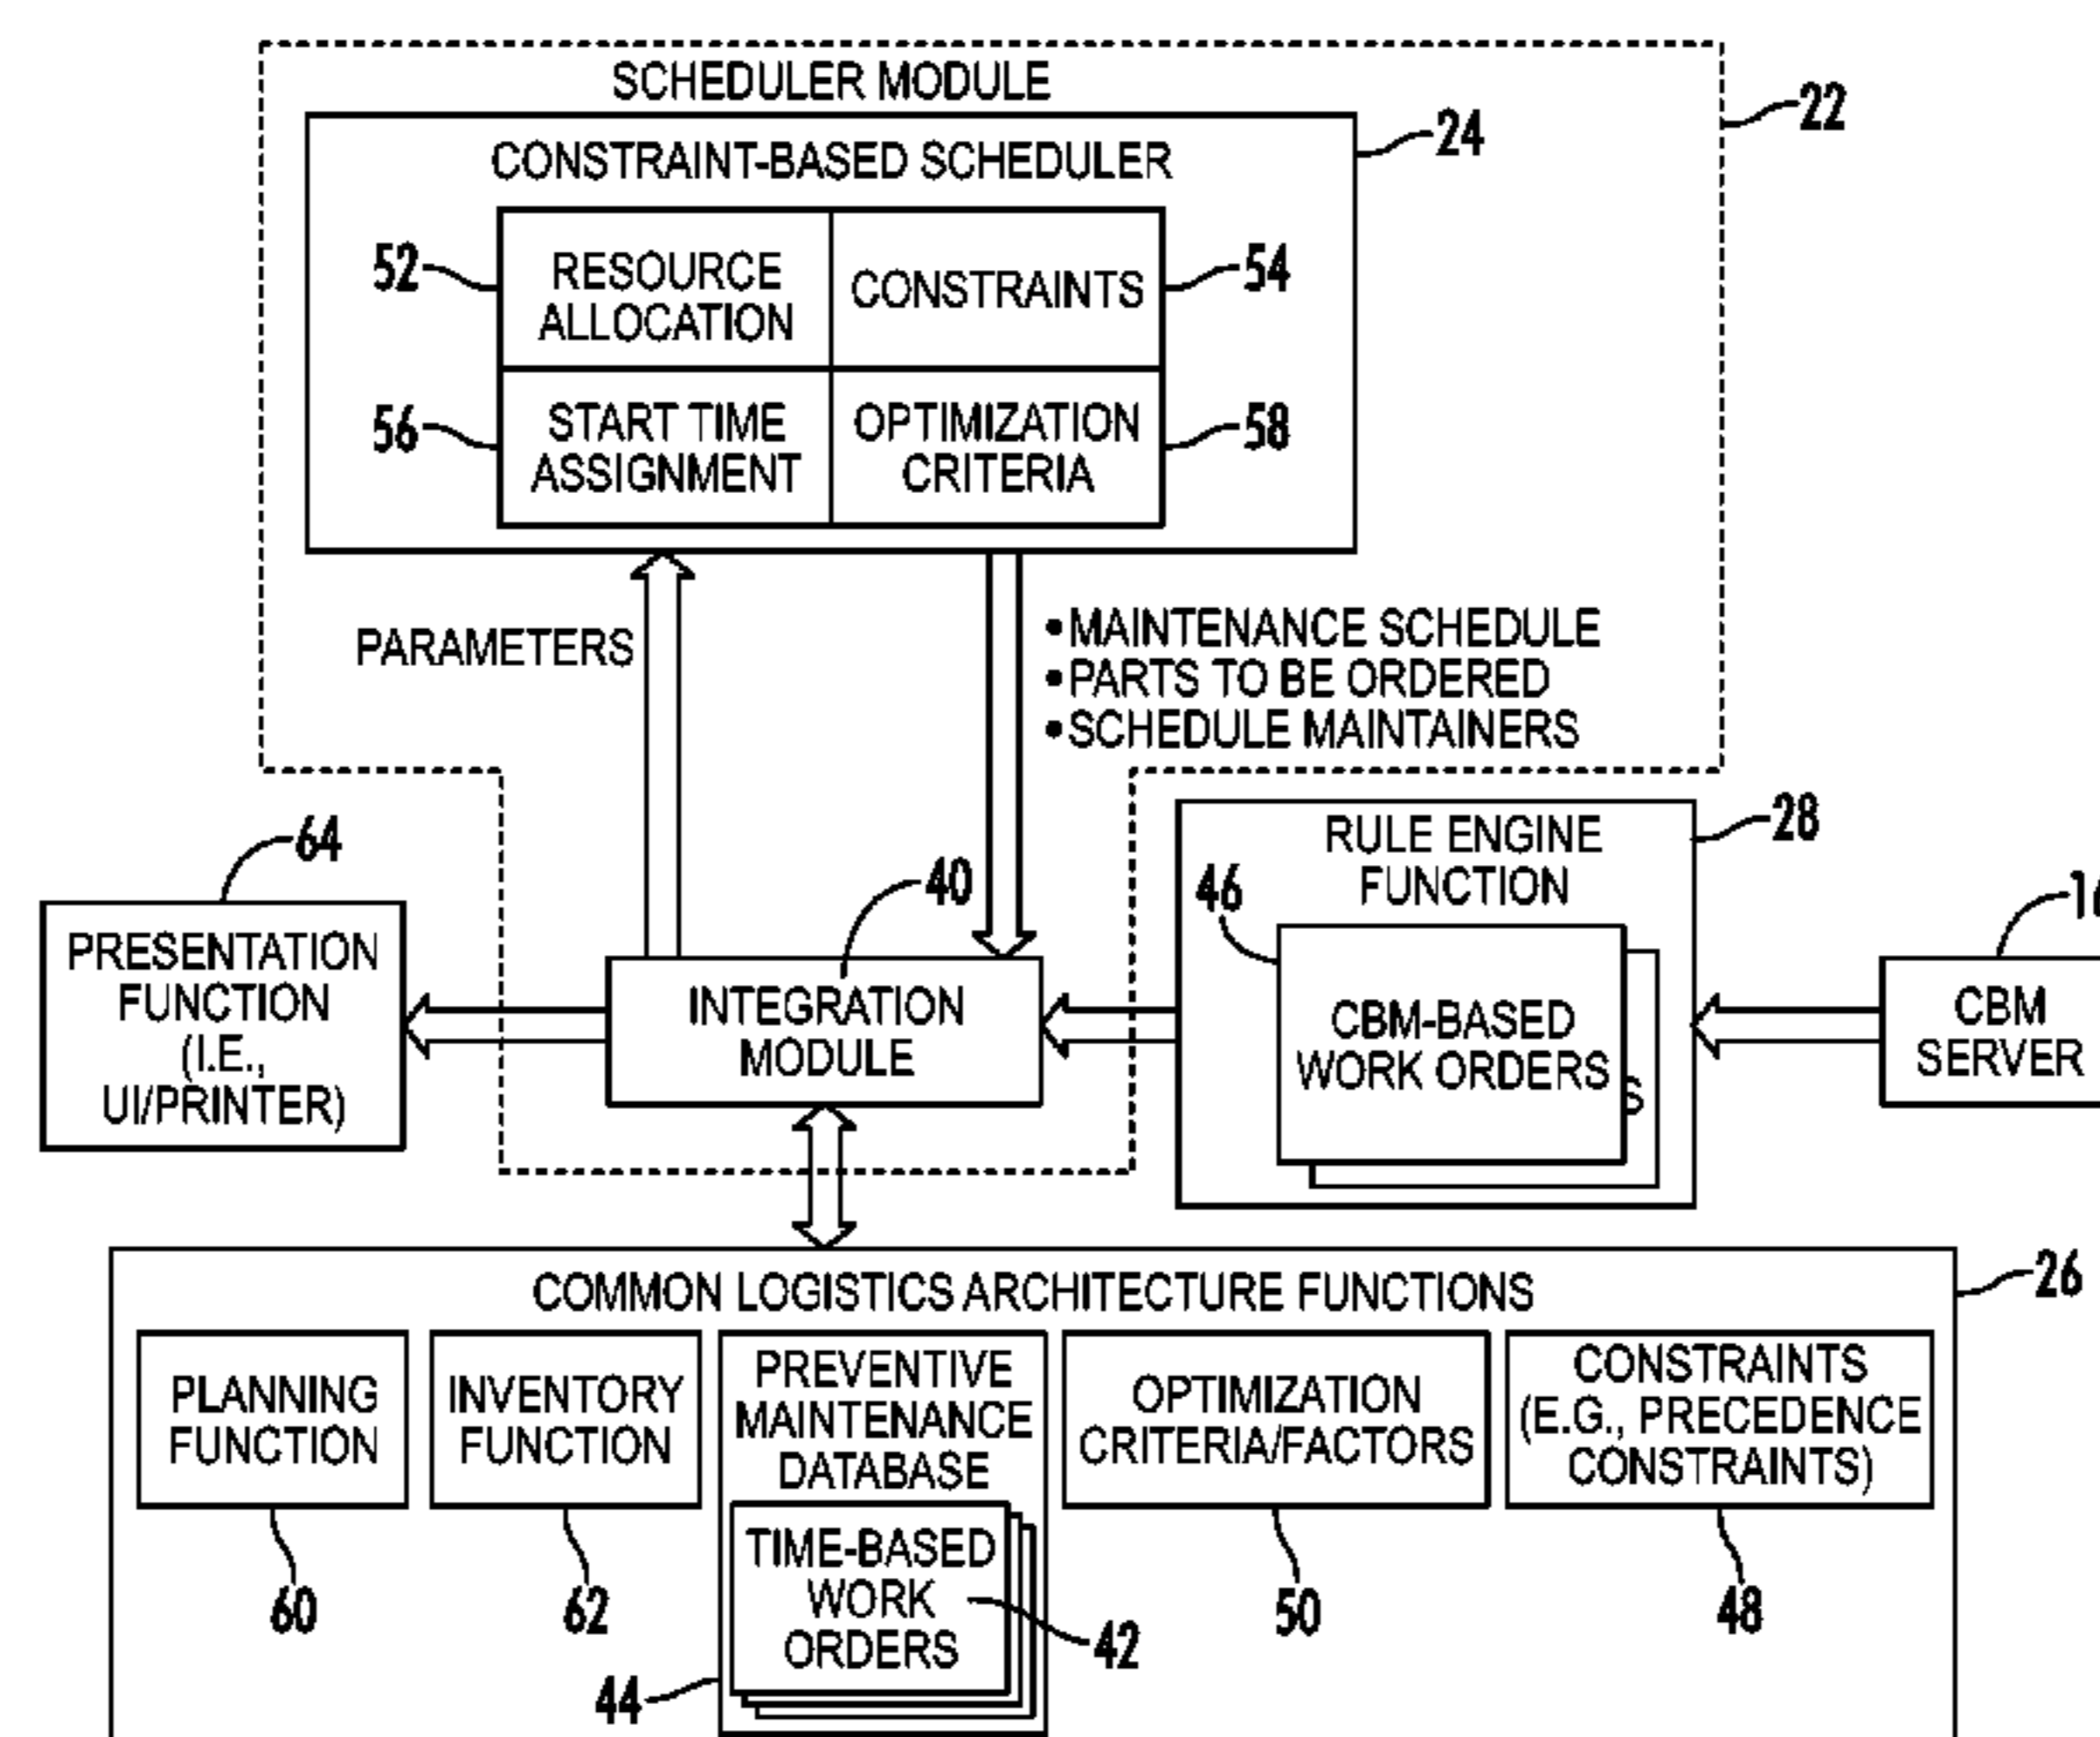 SCHEDULER MODULE
22
CONSTRAINT-BASED SCHEDULER
24
52
RESOURCE
ALLOCATION
CONSTRAINTS
54
56
START TIME
ASSIGNMENT
OPTIMIZATION
CRITERIA
58
PARAMETERS
•MAINTENANCE SCHEDULE
•PARTS TO BE ORDERED
•SCHEDULE MAINTAINERS
64
PRESENTATION
FUNCTION
(I.E.,
UI/PRINTER)
40
INTEGRATION
MODULE
RULE ENGINE
FUNCTION
28
46
CBM-BASED
WORK ORDERS
S
CBM
SERVER
COMMON LOGISTICS ARCHITECTURE FUNCTIONS
26
PLANNING
FUNCTION
60
INVENTORY
FUNCTION
62
PREVENTIVE
MAINTENANCE
DATABASE
TIME-BASED
WORK
ORDERS
42
44
OPTIMIZATION
CRITERIA/FACTORS
50
CONSTRAINTS
(E.G., PRECEDENCE
CONSTRAINTS)
48